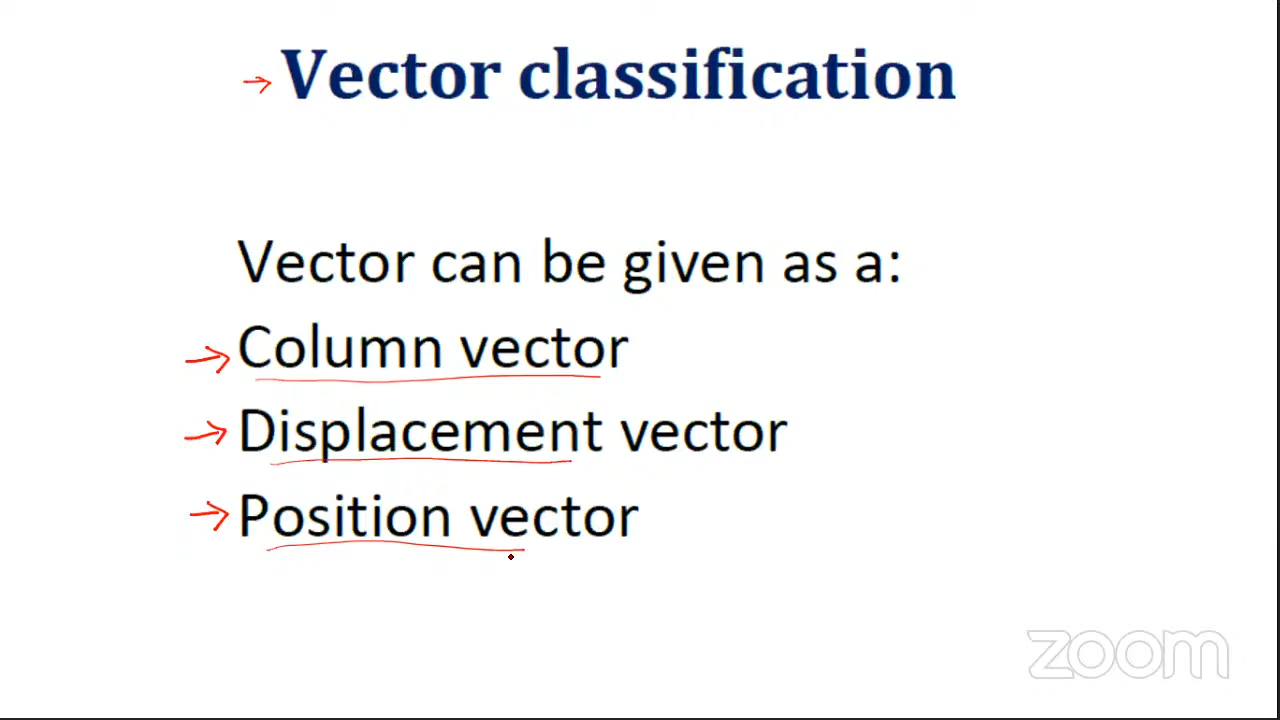 Vector classification
Vector can be given as a:
Column vector
Displacement vector
Position vector
zoom